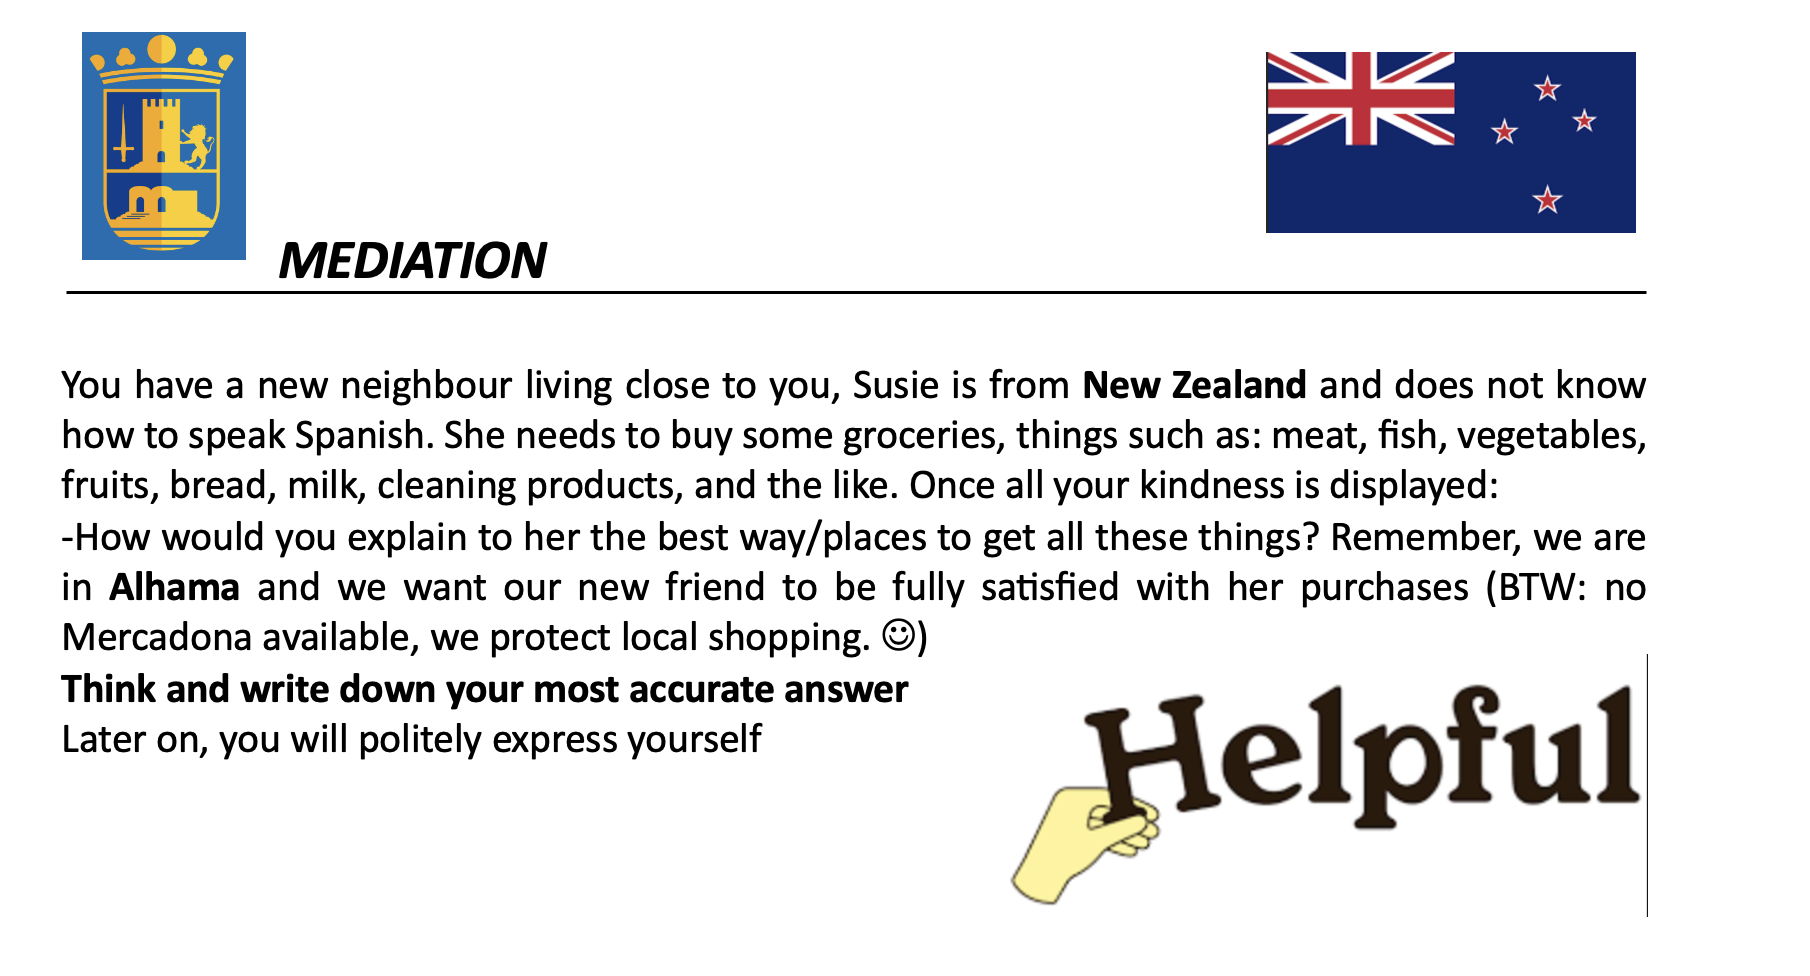 MEDIATION
You have a new neighbour living close to you, Susie is from New Zealand and does not know
how to speak Spanish. She needs to buy some groceries, things such as: meat, fish, vegetables,
fruits, bread, milk, cleaning products, and the like. Once all your kindness is displayed:
-How would you explain to her the best way/places to get all these things? Remember, we are
in Alhama and we want our new friend to be fully satisfied with her purchases (BTW: no
Mercadona available, we protect local shopping. ☺)
Think and write down your most accurate answer
Later on, you will politely express yourself
Helpful